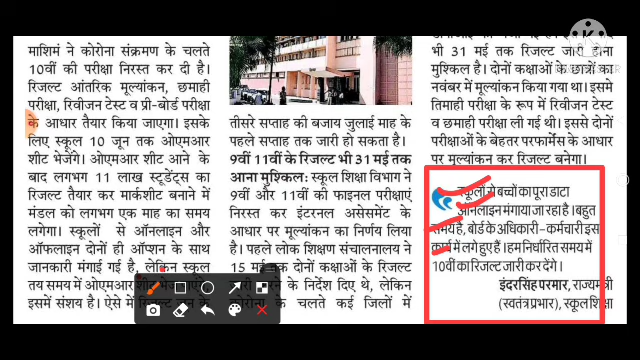 माशिमं ने कोरोना संक्रमण के चलते
10वीं की परीक्षा निरस्त कर दी है।
रिजल्ट आंतरिक मूल्यांकन, छमाही
परीक्षा, रिवीजन टेस्ट व प्री-बोर्ड परीक्षा
के आधार तैयार किया जाएगा। इसके
लिए स्कूल 10 जून तक ओएमआर
शीट भेजेंगे। ओएमआर शीट आने के
बाद लगभग 11 लाख स्टूडेंट्स का
रिजल्ट तैयार कर मार्कशीट बनाने में
मंडल को लगभग एक माह का समय
लगेगा। स्कूलों से ऑनलाइन और
ऑफलाइन दोनों ही ऑप्शन के साथ
जानकारी मंगाई गई है, लेकिन स्कूल
तय समय में ओएमआर
इसमें संशय है। ऐसे में
तीसरे सप्ताह की बजाय जुलाई माह के
पहले सप्ताह तक जारी हो सकता है।
9वीं 11वीं के रिजल्ट भी 31 मई तक
आना मुश्किल: स्कूल शिक्षा विभाग ने
9वीं और 11वीं की फाइनल परीक्षाएं
निरस्त कर इंटरनल असेसमेंट के
आधार पर मूल्यांकन का निर्णय लिया
है। पहले लोक शिक्षण संचालनालय ने
15 मई तक दोनों कक्षाओं के रिजल्ट
के निर्देश दिए थे, लेकिन
के चलते कई जिलों में
भी 31 मई तक रिजल्ट जारी होना
मुश्किल है। दोनों कक्षाओं के छात्रों का
नवंबर में मूल्यांकन किया गया था। इसमे
तिमाही परीक्षा के रूप में रिवीजन टेस्ट
व छमाही परीक्षा ली गई थी। इससे दोनों
परीक्षाओं के बेहतर परफार्मेंस के आधार
पर मूल्यांकन कर रिजल्ट बनेगा।
स्कूलों से बच्चों का पूरा डाटा
ऑनलाइन मंगाया जा रहा है। बहुत
समय है, बोर्ड के अधिकारी-कर्मचारी इस
कार्य में लगे हुए हैं। हम निर्धारित समय में
10वीं का रिजल्ट जारी कर देंगे।
इंदरसिंह परमार, राज्यमंत्री
(स्वतंत्र प्रभार), स्कूल शिक्षा